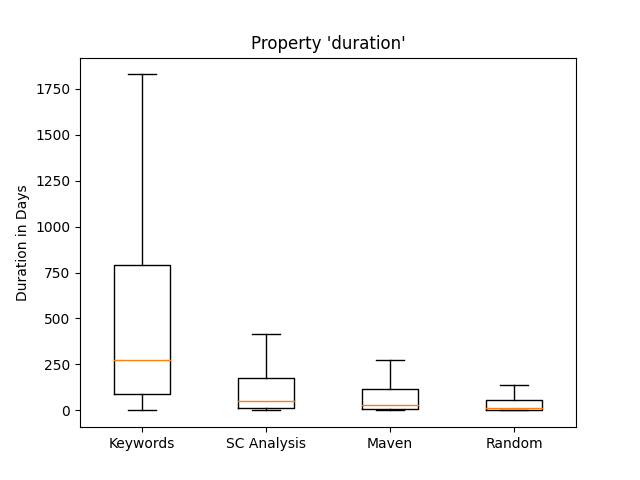 Property 'duration'
Duration in Days
1750
1500
1250
1000
750
500
250
0
Keywords
SC Analysis
Maven
Random